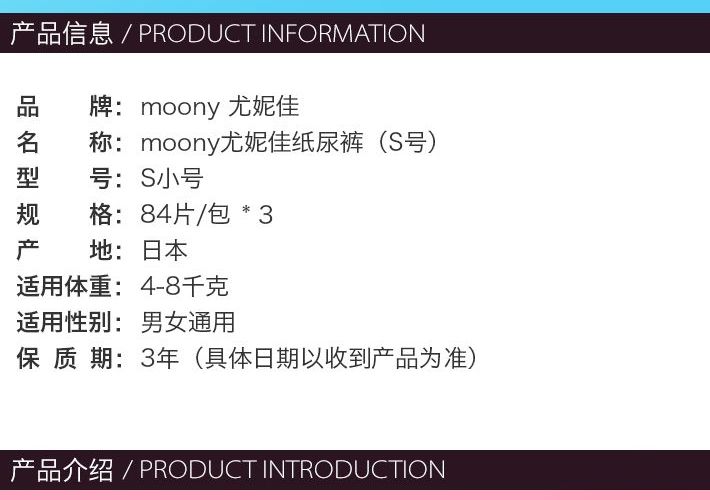 产品信息 / PRODUCT INFORMATION
品 牌：moony 尤妮佳
名 称：moony尤妮佳纸尿裤（S号）
型 号：S小号
规 格：84片/包 * 3
产 地：日本
适用体重：4-8千克
适用性别：男女通用
保 质 期：3年（具体日期以收到产品为准）
产品介绍 / PRODUCT INTRODUCTION